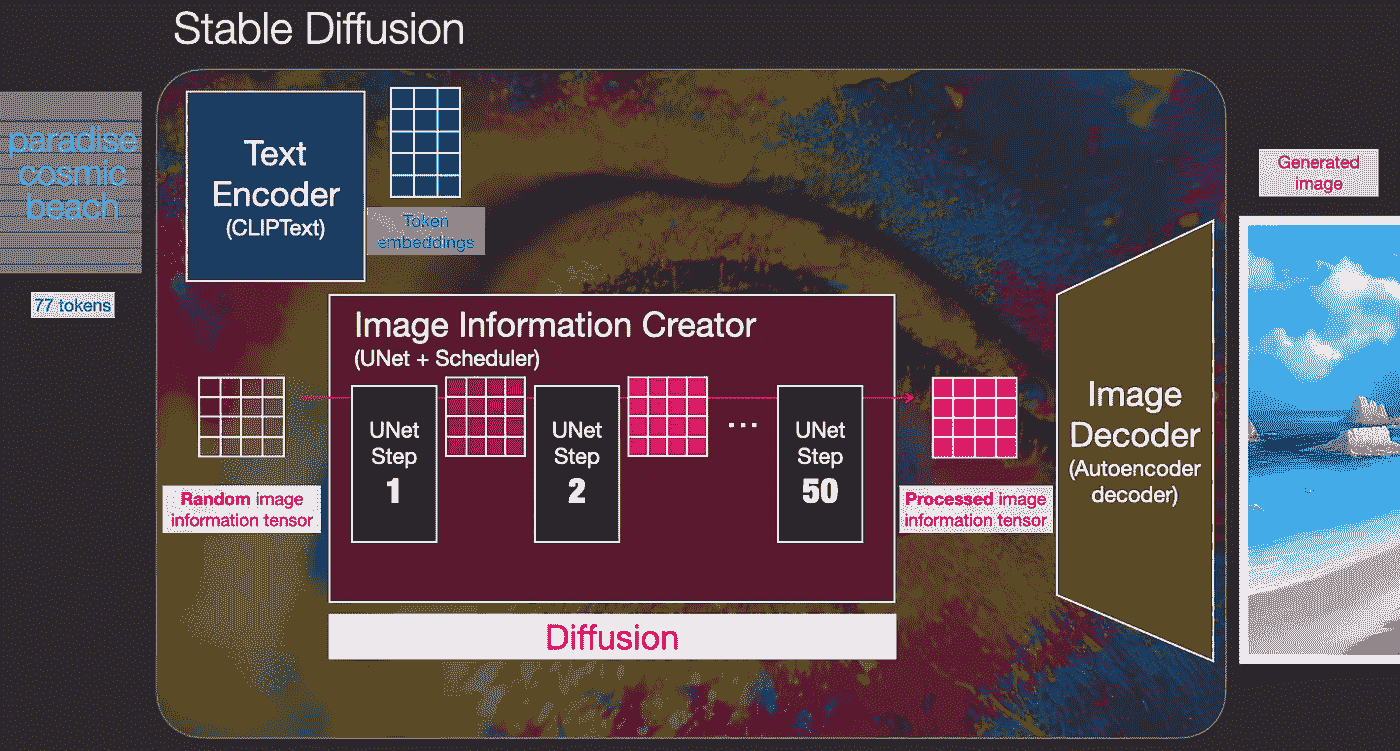 Stable Diffusion
paradise
cosmic
beach
77 tokens
Text
Encoder
(CLIPText)
Token
embeddings
Image Information Creator
(UNet + Scheduler)
Random image
information tensor
UNet
Step
1
UNet
Step
2
...
UNet
Step
50
Processed image
information tensor
Diffusion
Image
Decoder
(Autoencoder
decoder)
Generated
image